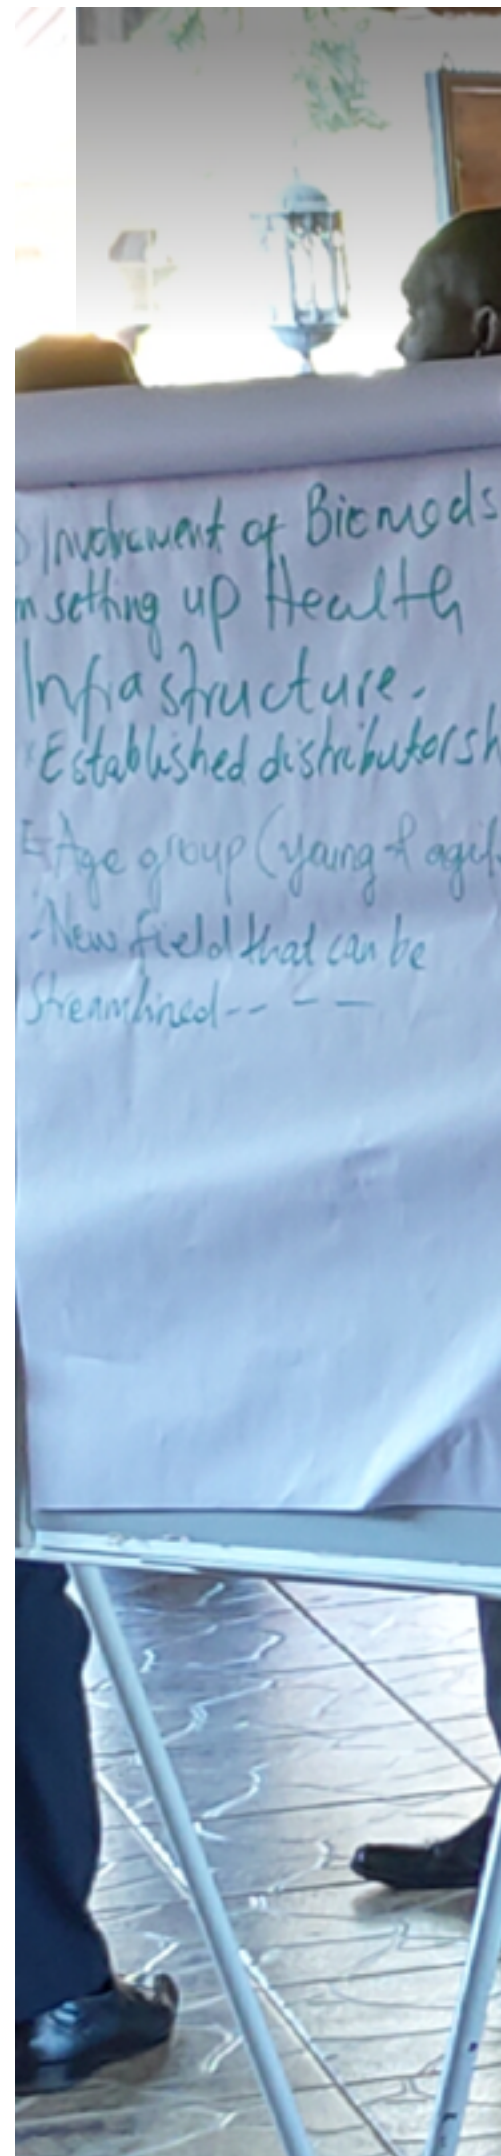 Involvement of Biomeds
in setting up Health
Infrastructure.
Established distributorsh
- Age group (young & agil
- New field that can be
Streamlined -- - —